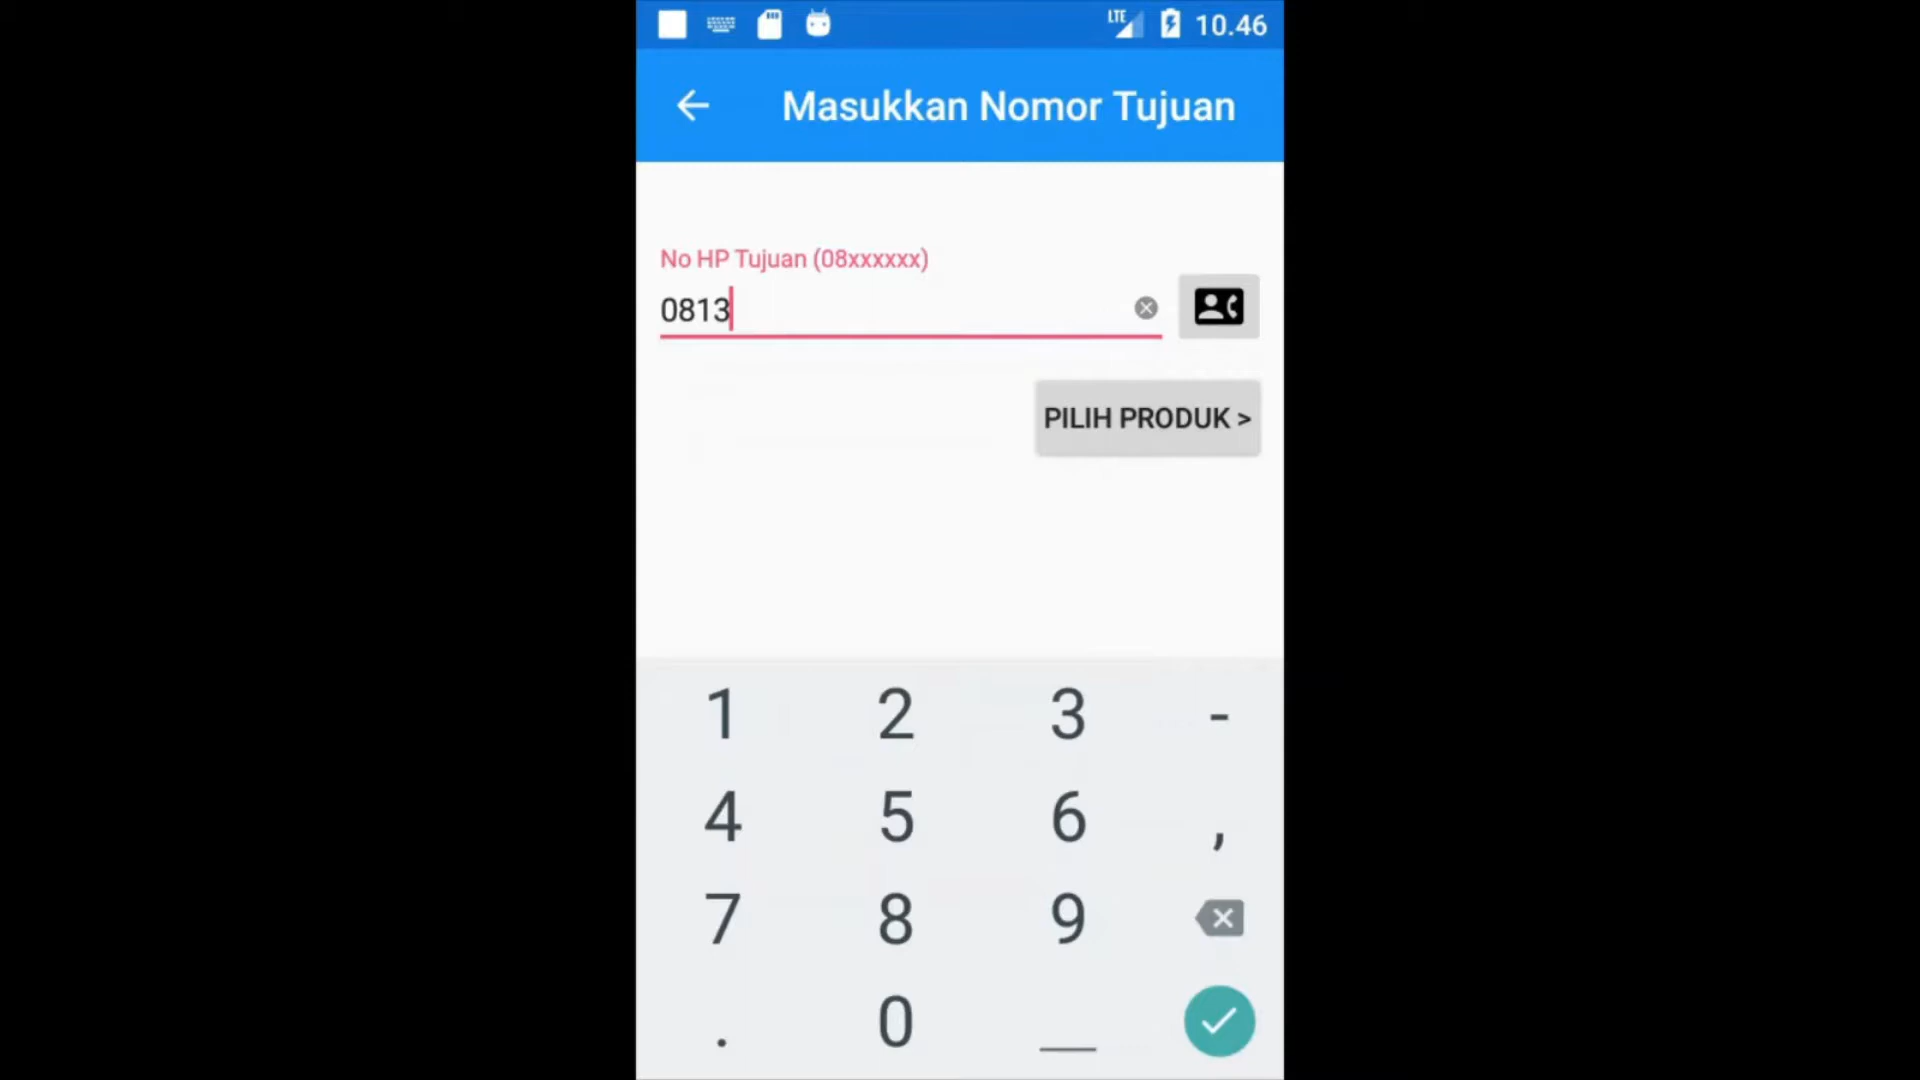 LTE 10.46
Masukkan Nomor Tujuan
No HP Tujuan (08xxxxxx)
0813
PILIH PRODUK >
1 2 3 -
4 5 6 ,
7 8 9
. 0 _